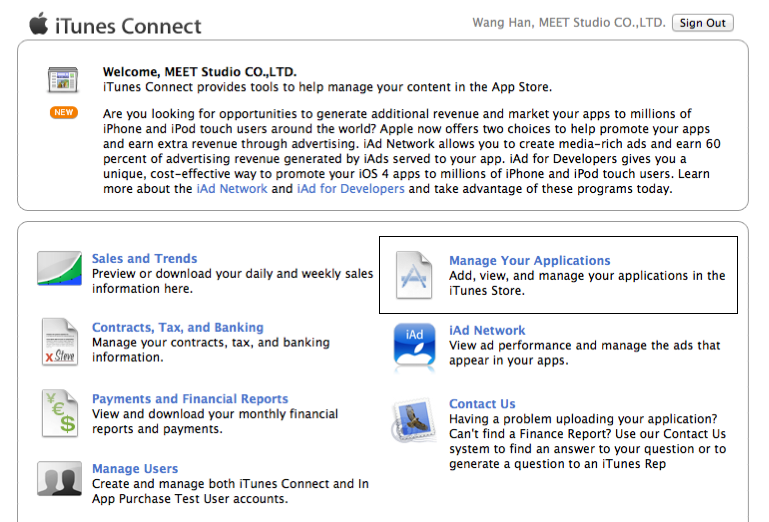 iTunes Connect
Wang Han, MEET Studio CO.,LTD.
Sign Out
Welcome, MEET Studio CO.,LTD.
iTunes Connect provides tools to help manage your content in the App Store.
NEW
Are you looking for opportunities to generate additional revenue and market your apps to millions of
iPhone and iPod touch users around the world? Apple now offers two choices to help promote your apps
and earn extra revenue through advertising. iAd Network allows you to create media-rich ads and earn 60
percent of advertising revenue generated by iAds served to your app. iAd for Developers gives you a
unique, cost-effective way to promote your iOS 4 apps to millions of iPhone and iPod touch users. Learn
more about the iAd Network and iAd for Developers and take advantage of these programs today.
Sales and Trends
Preview or download your daily and weekly sales
information here.
Manage Your Applications
Add, view, and manage your applications in the
iTunes Store.
Contracts, Tax, and Banking
Manage your contracts, tax, and banking
information.
X Steve
iAd
iAd Network
View ad performance and manage the ads that
appear in your apps.
¥
€
$
Payments and Financial Reports
View and download your monthly financial
reports and payments.
Contact Us
Having a problem uploading your application?
Can't find a Finance Report? Use our Contact Us
system to find an answer to your question or to
generate a question to an iTunes Rep
Manage Users
Create and manage both iTunes Connect and In
App Purchase Test User accounts.